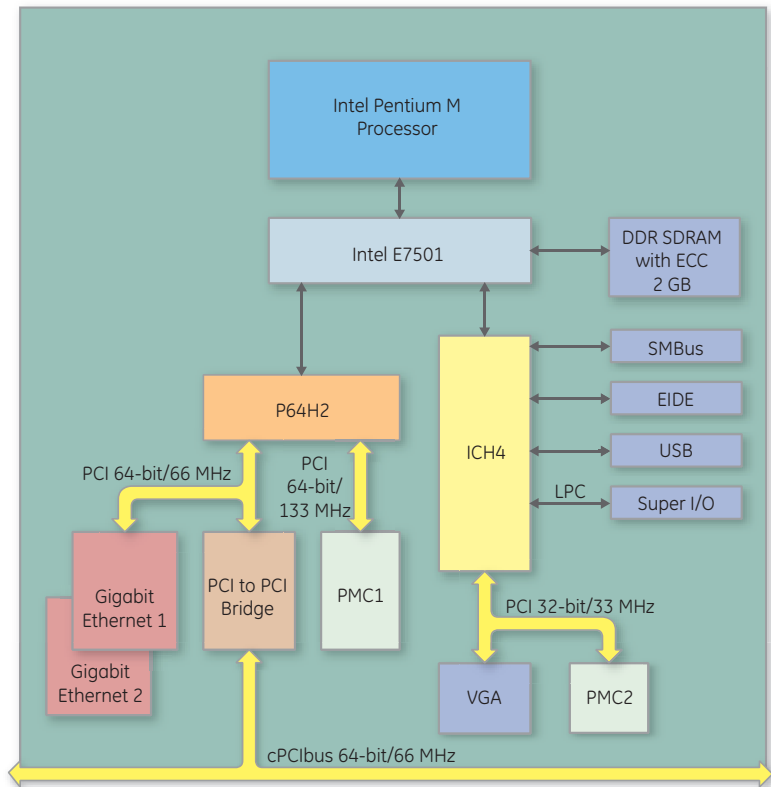 Intel Pentium M
Processor
Intel E7501
DDR SDRAM
with ECC
2 GB
SMBus
P64H2
EIDE
ICH4
USB
PCI 64-bit/66 MHz
PCI
64-bit/
133 MHz
LPC
Super I/O
Gigabit
Ethernet 1
PCI to PCI
Bridge
PMC1
PCI 32-bit/33 MHz
Gigabit
Ethernet 2
VGA
PMC2
cPCIbus 64-bit/66 MHz